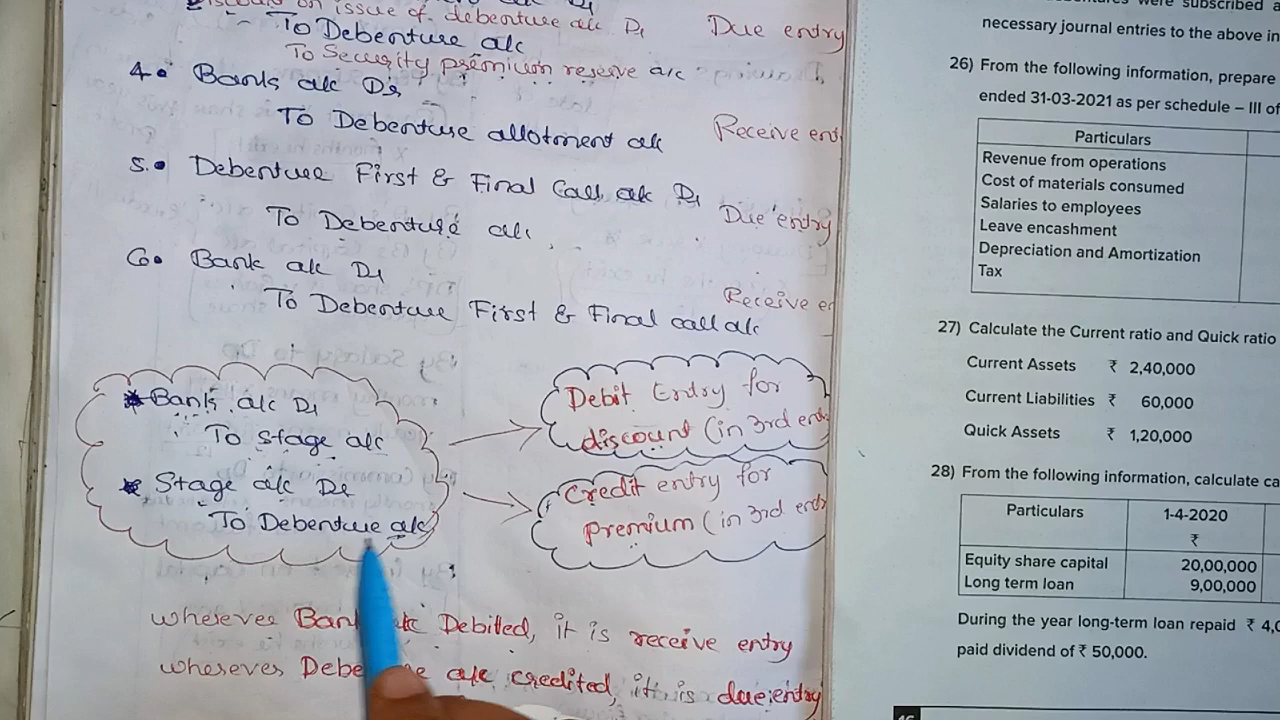 Discount on issue of debenture a/c Dr
To Debenture a/c Due entry
To Security premium reserve a/c
4. Bank a/c Dr
To Debenture allotment a/c Receive
5. Debenture First & Final Call a/c Dr
To Debenture a/c Due entry
6. Bank a/c Dr
To Debenture First & Final call a/c Receive
* Bank a/c Dr
To Stage a/c
* Stage a/c Dr
To Debenture a/c
Debit Entry for
discount (in 3rd
Credit entry for
premium (in 3rd
wherever Bank a/c Debited, it is receive entry
wherever a/c credited, it is due entry
were subscribed
necessary journal entries to the above in
26) From the following information, prepare
ended 31-03-2021 as per schedule – III of
Particulars
Revenue from operations
Cost of materials consumed
Salaries to employees
Leave encashment
Depreciation and Amortization
Tax
27) Calculate the Current ratio and Quick ratio
Current Assets ₹ 2,40,000
Current Liabilities ₹ 60,000
Quick Assets ₹ 1,20,000
28) From the following information, calculate ca
Particulars 1-4-2020
₹
Equity share capital 20,00,000
Long term loan 9,00,000
During the year long-term loan repaid ₹ 4,0
paid dividend of ₹ 50,000.